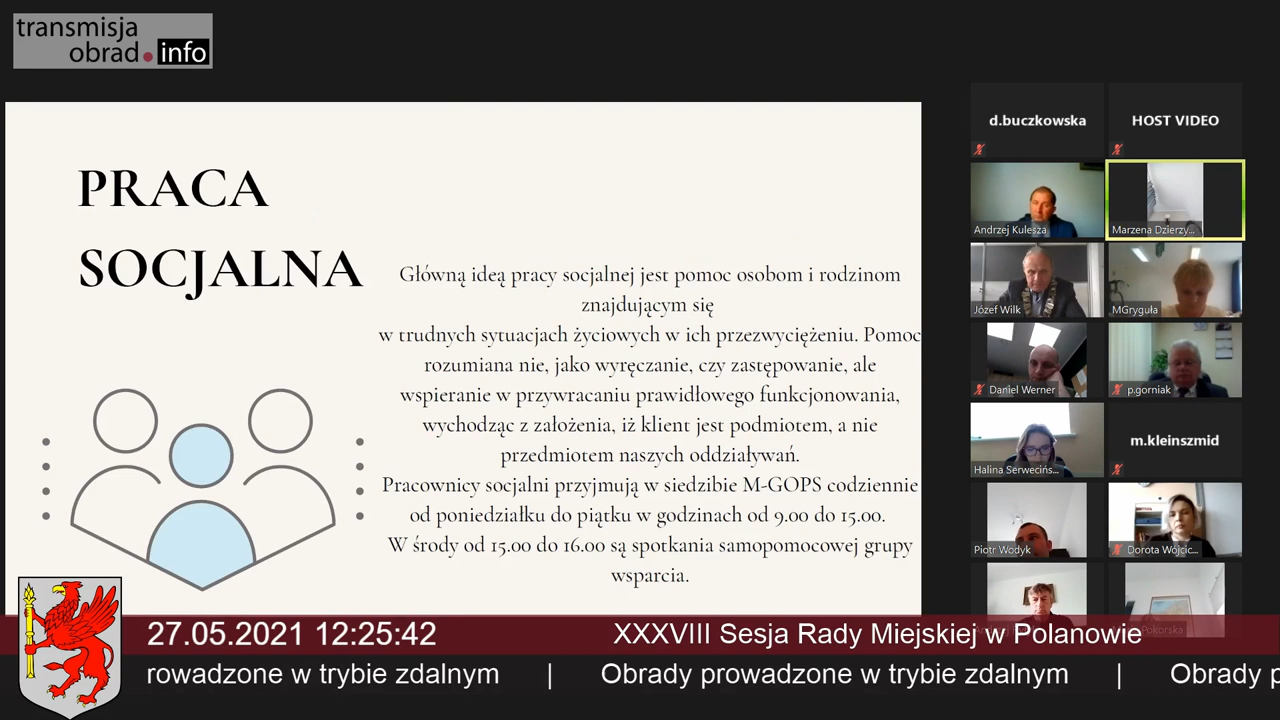 transmisja
obrad.info
PRACA
SOCJALNA
Główną ideą pracy socjalnej jest pomoc osobom i rodzinom
znajdującym się
w trudnych sytuacjach życiowych w ich przezwyciężeniu. Pomoc
rozumiana nie, jako wyręczanie, czy zastępowanie, ale
wspieranie w przywracaniu prawidłowego funkcjonowania,
wychodząc z założenia, iż klient jest podmiotem, a nie
przedmiotem naszych oddziaływań.
Pracownicy socjalni przyjmują w siedzibie M-GOPS codziennie
od poniedziałku do piątku w godzinach od 9.00 do 15.00.
W środy od 15.00 do 16.00 są spotkania samopomocowej grupy
wsparcia.
d.buczkowska
HOST VIDEO
Andrzej Kulesza
Marzena Dzierzy...
Józef Wilk
MGryguła
Daniel Werner
p.gorniak
Halina Serwecińs...
m.kleinszmid
Piotr Wodyk
Dorota Wójcic...
27.05.2021 12:25:42
XXXVIII Sesja Rady Miejskiej w Polanowie
rowadzone w trybie zdalnym | Obrady prowadzone w trybie zdalnym | Obrady p